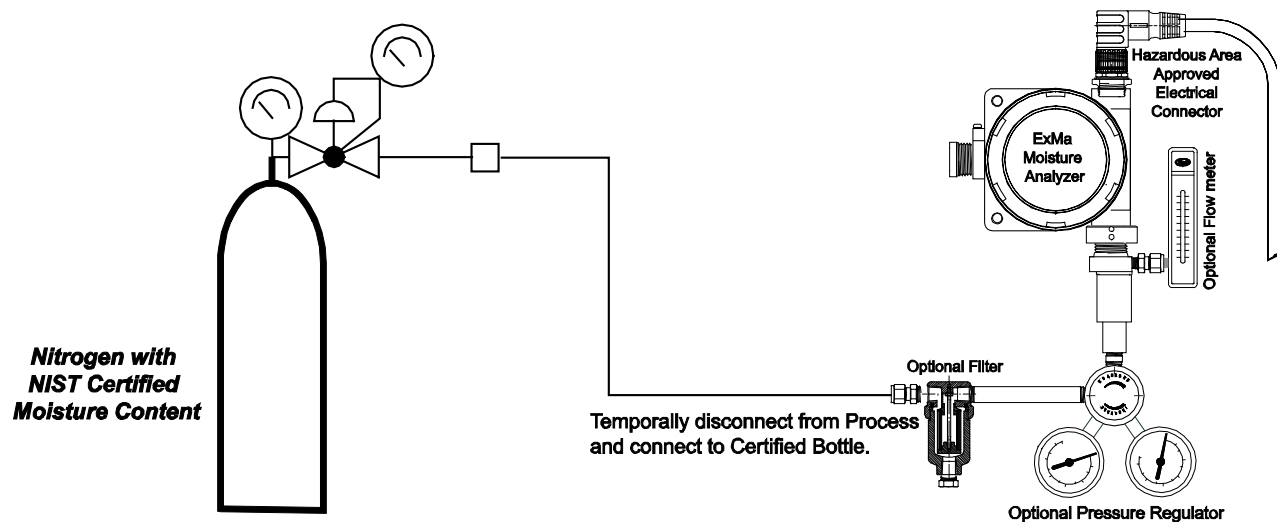 Hazardous Area
Approved
Electrical
Connector
ExMa
Moisture
Analyzer
Optional Flow meter
Nitrogen with
NIST Certified
Moisture Content
Optional Filter
Temporally disconnect from Process
and connect to Certified Bottle.
Optional Pressure Regulator